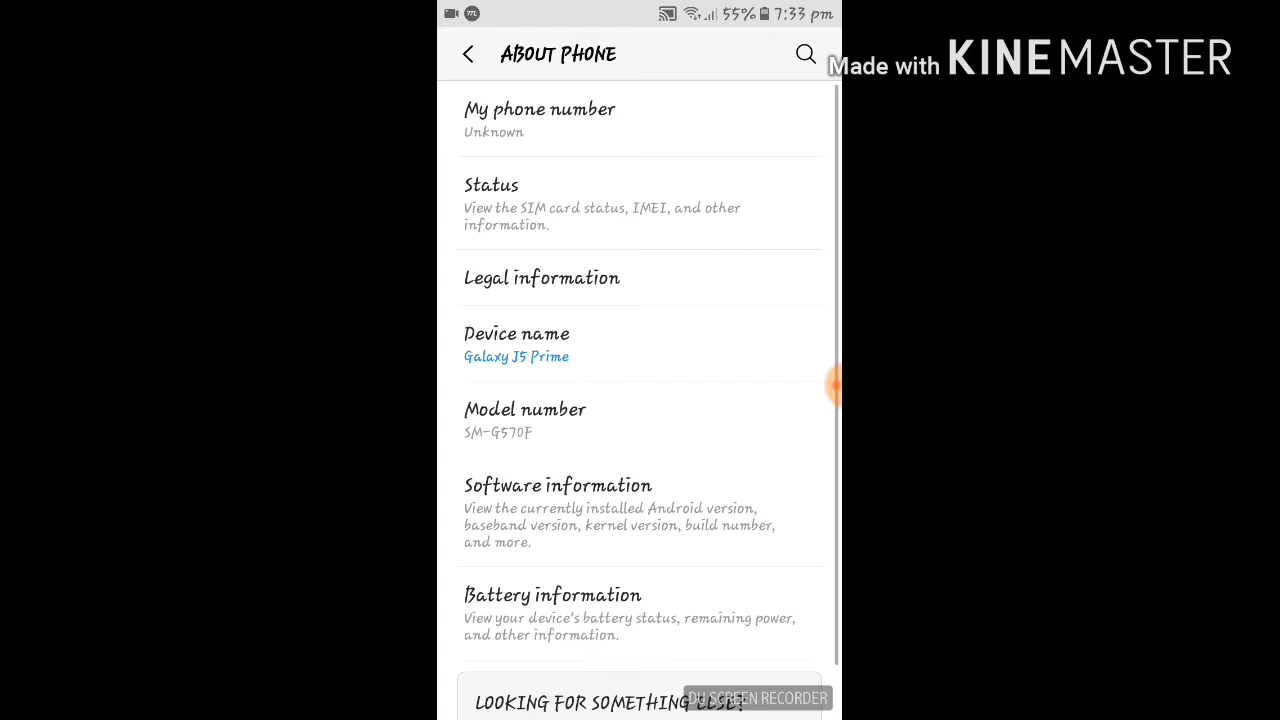 55% 7:33 pm
ABOUT PHONE
Made with KINEMASTER
My phone number
Unknown
Status
View the SIM card status, IMEI, and other
information.
Legal information
Device name
Galaxy J5 Prime
Model number
SM-G570F
Software information
View the currently installed Android version,
baseband version, kernel version, build number,
and more.
Battery information
View your device's battery status, remaining power,
and other information.
LOOKING FOR SOMETHING ELSE?
DU SCREEN RECORDER